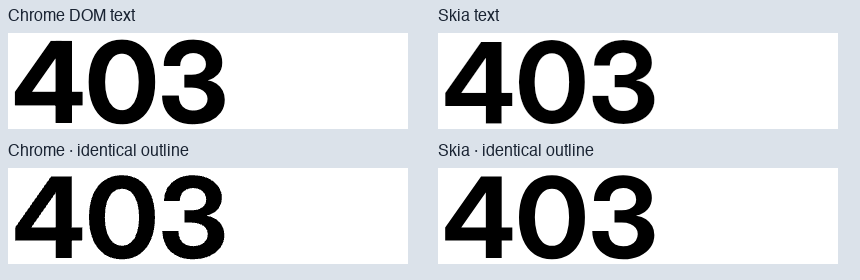 Chrome DOM text
Skia text
403
403
Chrome · identical outline
Skia · identical outline
403
403